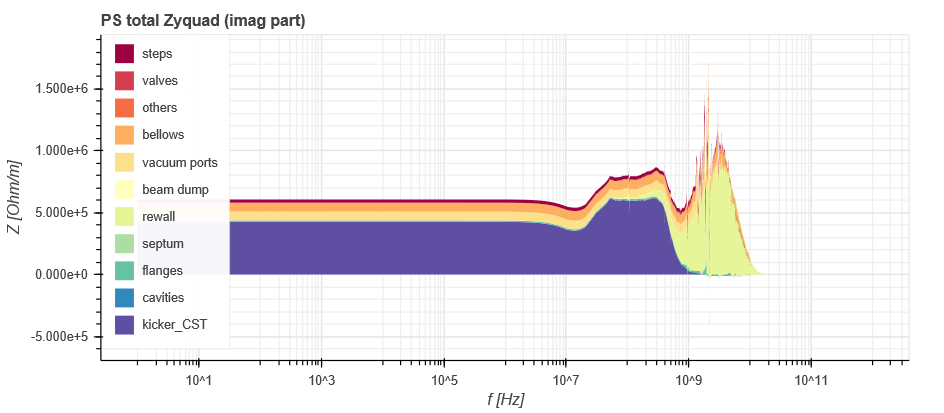 PS total Zyquad (imag part)
steps
valves
others
bellows
vacuum ports
beam dump
rewall
septum
flanges
cavities
kicker_CST
1.500e+6
1.000e+6
5.000e+5
0.000e+0
-5.000e+5
Z [Ohm/m]
10^1
10^3
10^5
10^7
10^9
10^11
f [Hz]